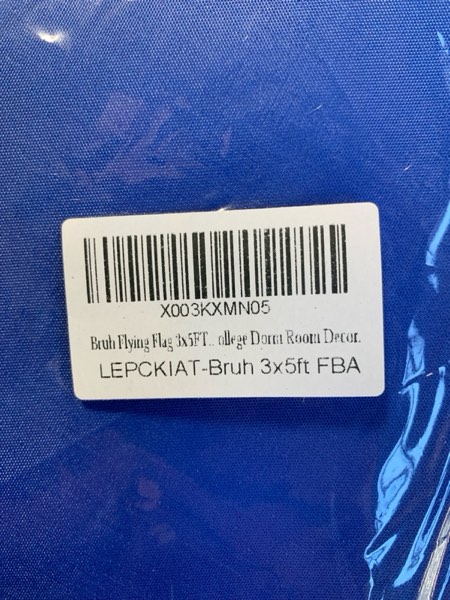 X003KXMN05
Bruh Flying Flag 3x5FT.. ollege Dorm Room Decor.
LEPCKIAT-Bruh 3x5ft FBA